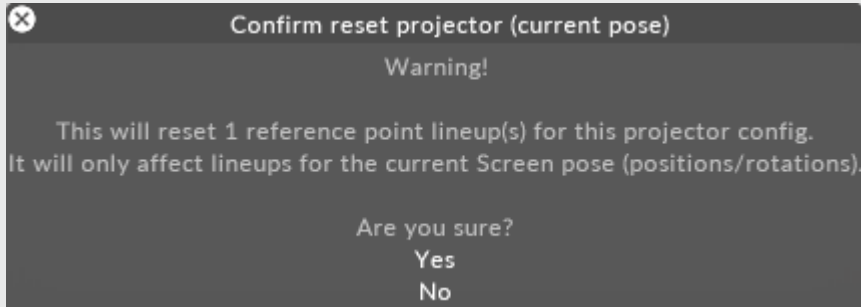 Confirm reset projector (current pose)
Warning!
This will reset 1 reference point lineup(s) for this projector config.
It will only affect lineups for the current Screen pose (positions/rotations).
Are you sure?
Yes
No